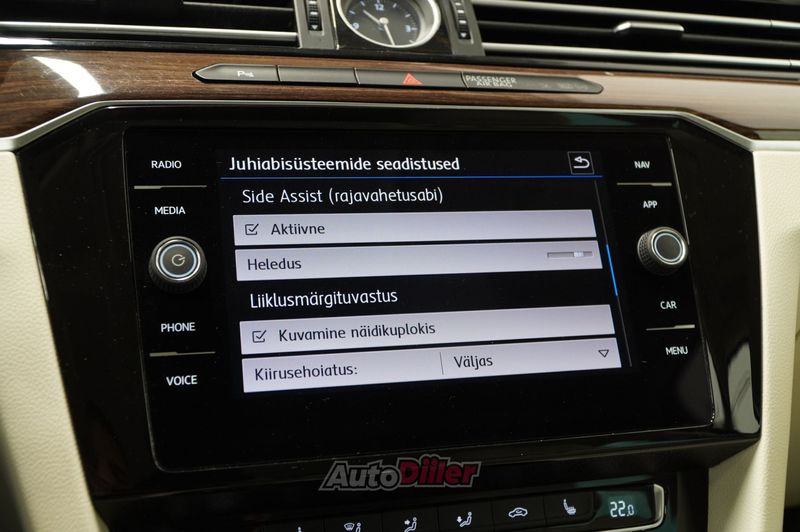 12
PASSENGER
AIR BAG
RADIO
MEDIA
PHONE
VOICE
Juhiabisüsteemide seadistused
Side Assist (rajavahetusabi)
Aktiivne
Heledus
Liiklusmärgituvastus
Kuvamine näidikuplokis
Kiirusehoiatus: Väljas
NAV
APP
CAR
MENU
AutoDiiler
22.0